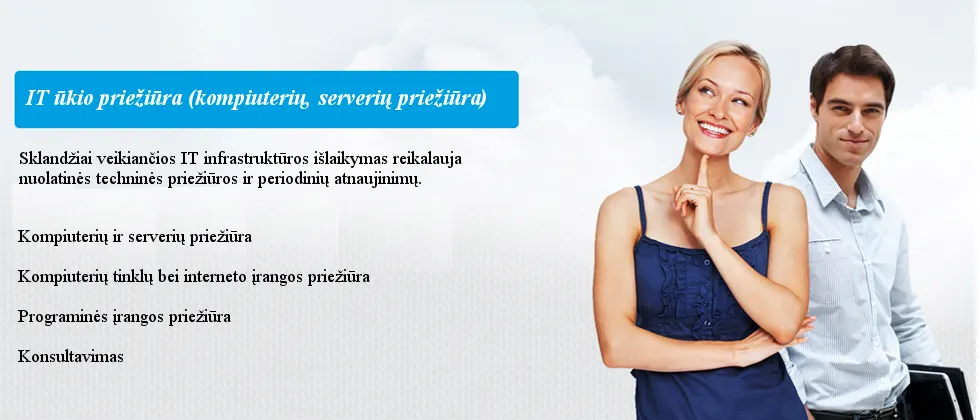 IT ūkio priežiūra (kompiuterių, serverių priežiūra)
Sklandžiai veikiančios IT infrastruktūros išlaikymas reikalauja
nuolatinės techninės priežiūros ir periodinių atnaujinimų.
Kompiuterių ir serverių priežiūra
Kompiuterių tinklų bei interneto įrangos priežiūra
Programinės įrangos priežiūra
Konsultavimas